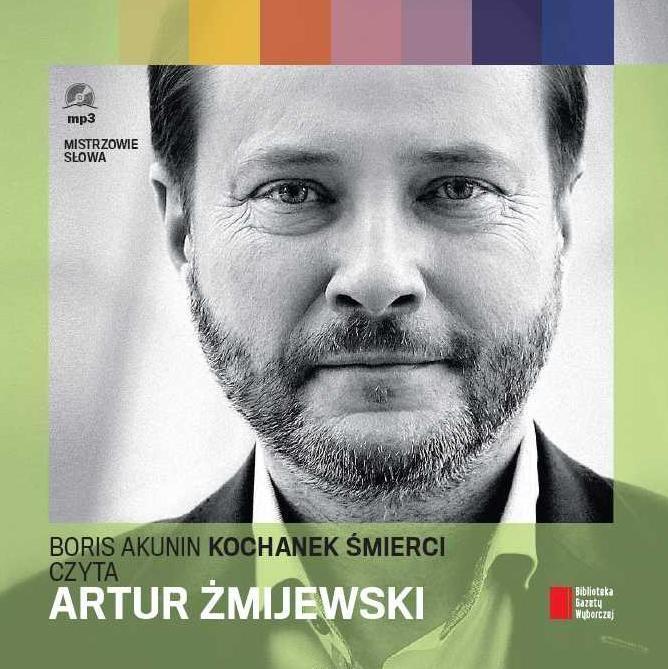 mp3
MISTRZOWIE
SŁOWA
BORIS AKUNIN KOCHANEK ŚMIERCI
CZYTA
ARTUR ŻMIJEWSKI
Biblioteka
Gazety
Wyborczej